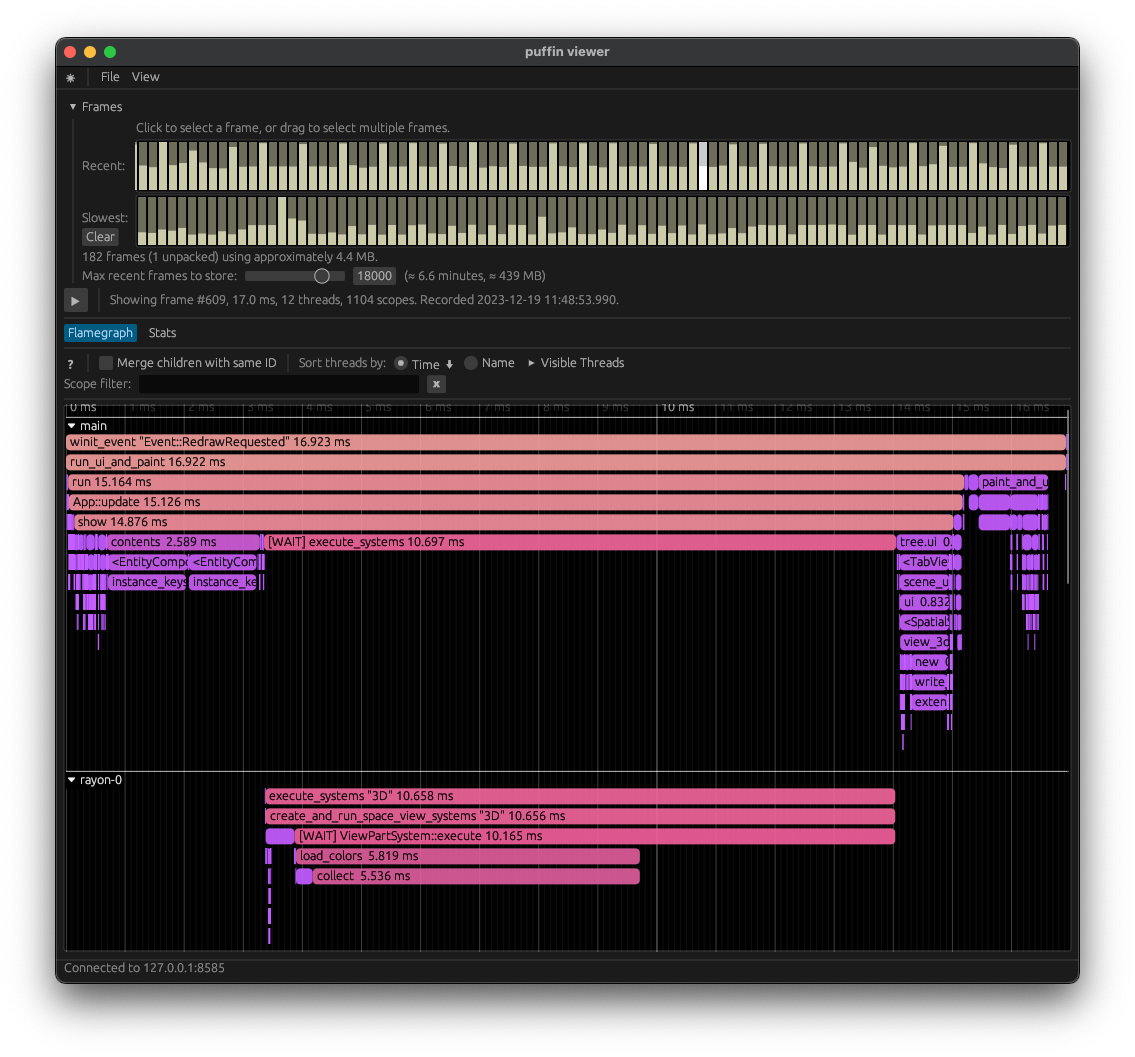 puffin viewer
File View
Frames
Click to select a frame, or drag to select multiple frames.
Recent:
Slowest:
Clear
182 frames (1 unpacked) using approximately 4.4 MB.
Max recent frames to store: 18000 (≈ 6.6 minutes, ≈ 439 MB)
Showing frame #609, 17.0 ms, 12 threads, 1104 scopes. Recorded 2023-12-19 11:48:53.990.
Flamegraph Stats
? Merge children with same ID Sort threads by: Time Name Visible Threads
Scope filter:
0 ms 1 ms 2 ms 3 ms 4 ms 5 ms 6 ms 7 ms 8 ms 9 ms 10 ms 11 ms 12 ms 13 ms 14 ms 15 ms 16 ms
main
winit_event "Event::RedrawRequested" 16.923 ms
run_ui_and_paint 16.922 ms
run 15.164 ms paint_and_u
App::update 15.126 ms
show 14.876 ms
contents 2.589 ms [WAIT] execute_systems 10.697 ms tree.ui 0.
<EntityCompo <EntityCom <TabVie
instance_keys instance_ke scene_u
ui 0.832
<Spatial
view_3d
new 0
write_
exten
rayon-0
execute_systems "3D" 10.658 ms
create_and_run_space_view_systems "3D" 10.656 ms
[WAIT] ViewPartSystem::execute 10.165 ms
load_colors 5.819 ms
collect 5.536 ms
Connected to 127.0.0.1:8585